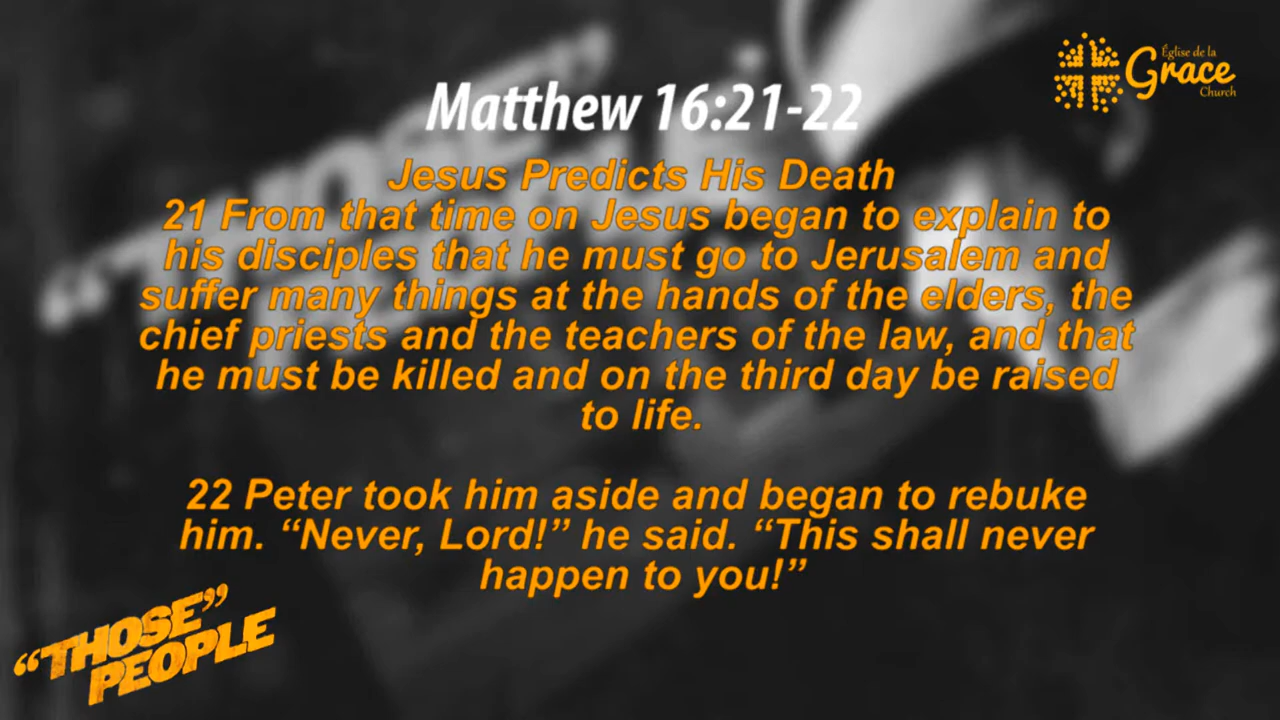 Église de la
Grace
Church
Matthew 16:21-22
Jesus Predicts His Death
21 From that time on Jesus began to explain to
his disciples that he must go to Jerusalem and
suffer many things at the hands of the elders, the
chief priests and the teachers of the law, and that
he must be killed and on the third day be raised
to life.
22 Peter took him aside and began to rebuke
him. “Never, Lord!” he said. “This shall never
happen to you!”
“THOSE”
PEOPLE